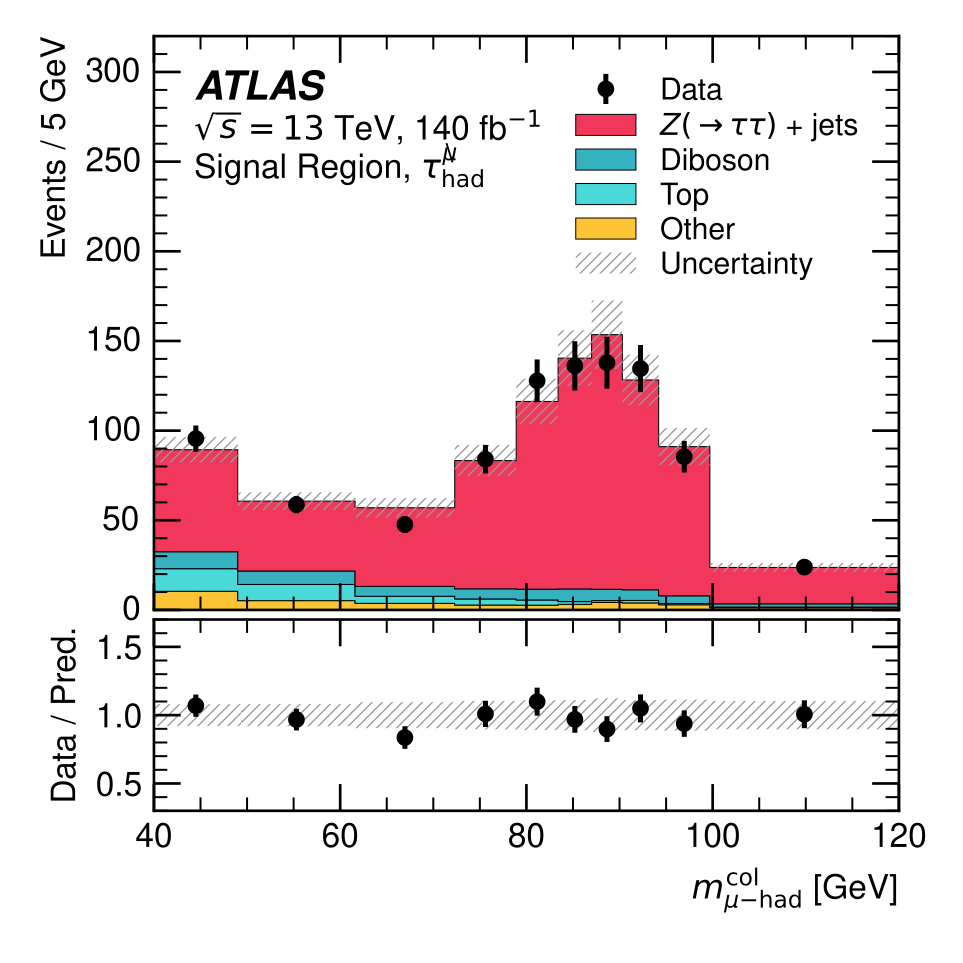 Events / 5 GeV
300
250
200
150
100
50
0
ATLAS
√s = 13 TeV, 140 fb⁻¹
Signal Region, τ^μ_had
Data
Z(→ττ) + jets
Diboson
Top
Other
Uncertainty
Data / Pred.
1.5
1.0
0.5
40 60 80 100 120
m^col_μ−had [GeV]